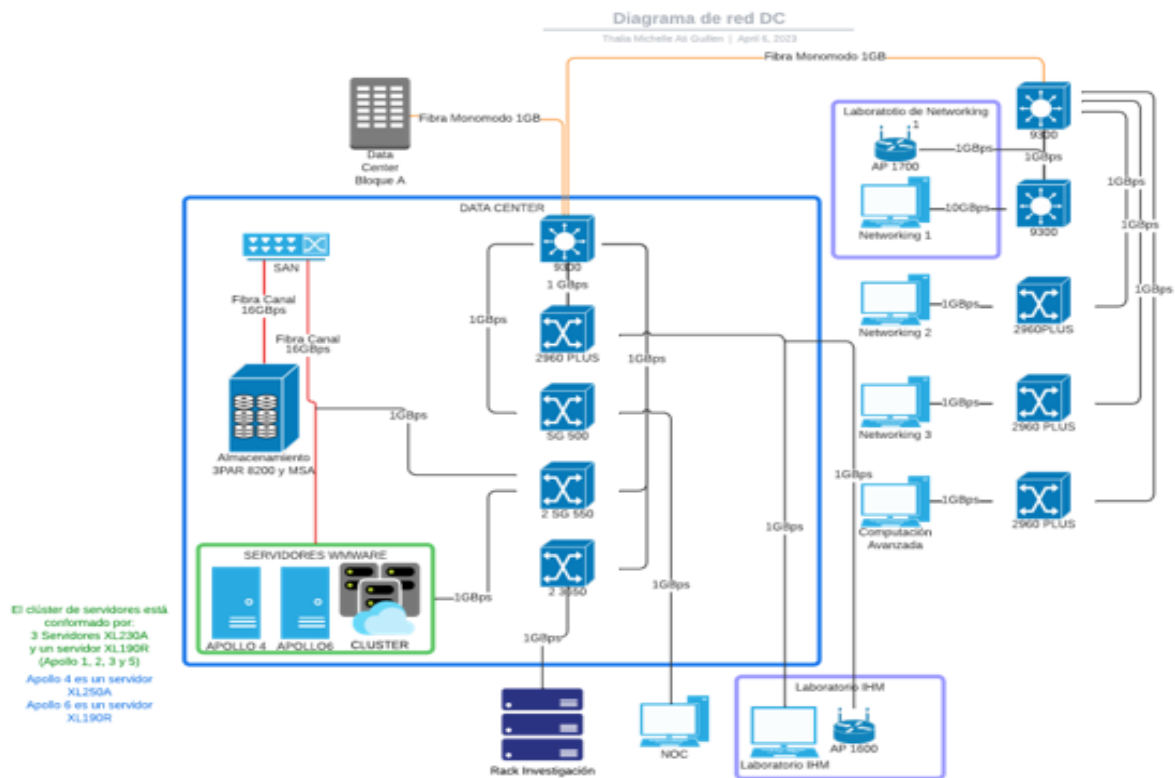 Diagrama de red DC
Thalia Michelle Ati Guillen | April 6, 2023
Fibra Monomodo 1GB
Fibra Monomodo 1GB
Data
Center
Bloque A
Laboratotio de Networking
1
9300
1GBps
AP 1700
1GBps
10GBps
Networking 1
9300
1GBps
1GBps
1GBps
DATA CENTER
SAN
9300
1 GBps
Fibra Canal
16GBps
Fibra Canal
16GBps
1GBps
2960 PLUS
1GBps
1GBps
Networking 2
2960PLUS
SG 500
1GBps
Networking 3
2960 PLUS
1GBps
Almacenamiento
3PAR 8200 y MSA
2 SG 550
1GBps
1GBps
Computación
Avanzada
2960 PLUS
1GBps
SERVIDORES WMWARE
APOLLO 4
APOLLO6
CLUSTER
1GBps
1GBps
1GBps
El clúster de servidores está
conformado por:
3 Servidores XL230A
y un servidor XL190R
(Apollo 1, 2, 3 y 5)
Apollo 4 es un servidor
XL250A
Apollo 6 es un servidor
XL190R
Rack Investigación
NOC
Laboratorio IHM
Laboratorio IHM
AP 1600